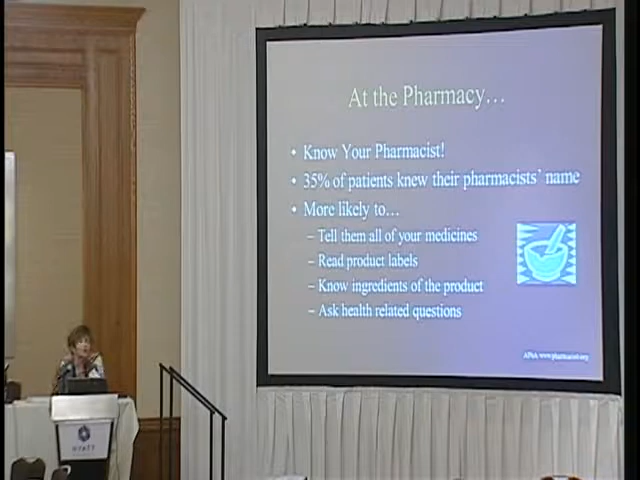 At the Pharmacy…
• Know Your Pharmacist!
• 35% of patients knew their pharmacists' name
• More likely to…
– Tell them all of your medicines
– Read product labels
– Know ingredients of the product
– Ask health related questions
APhA www.pharmacist.org
HYATT